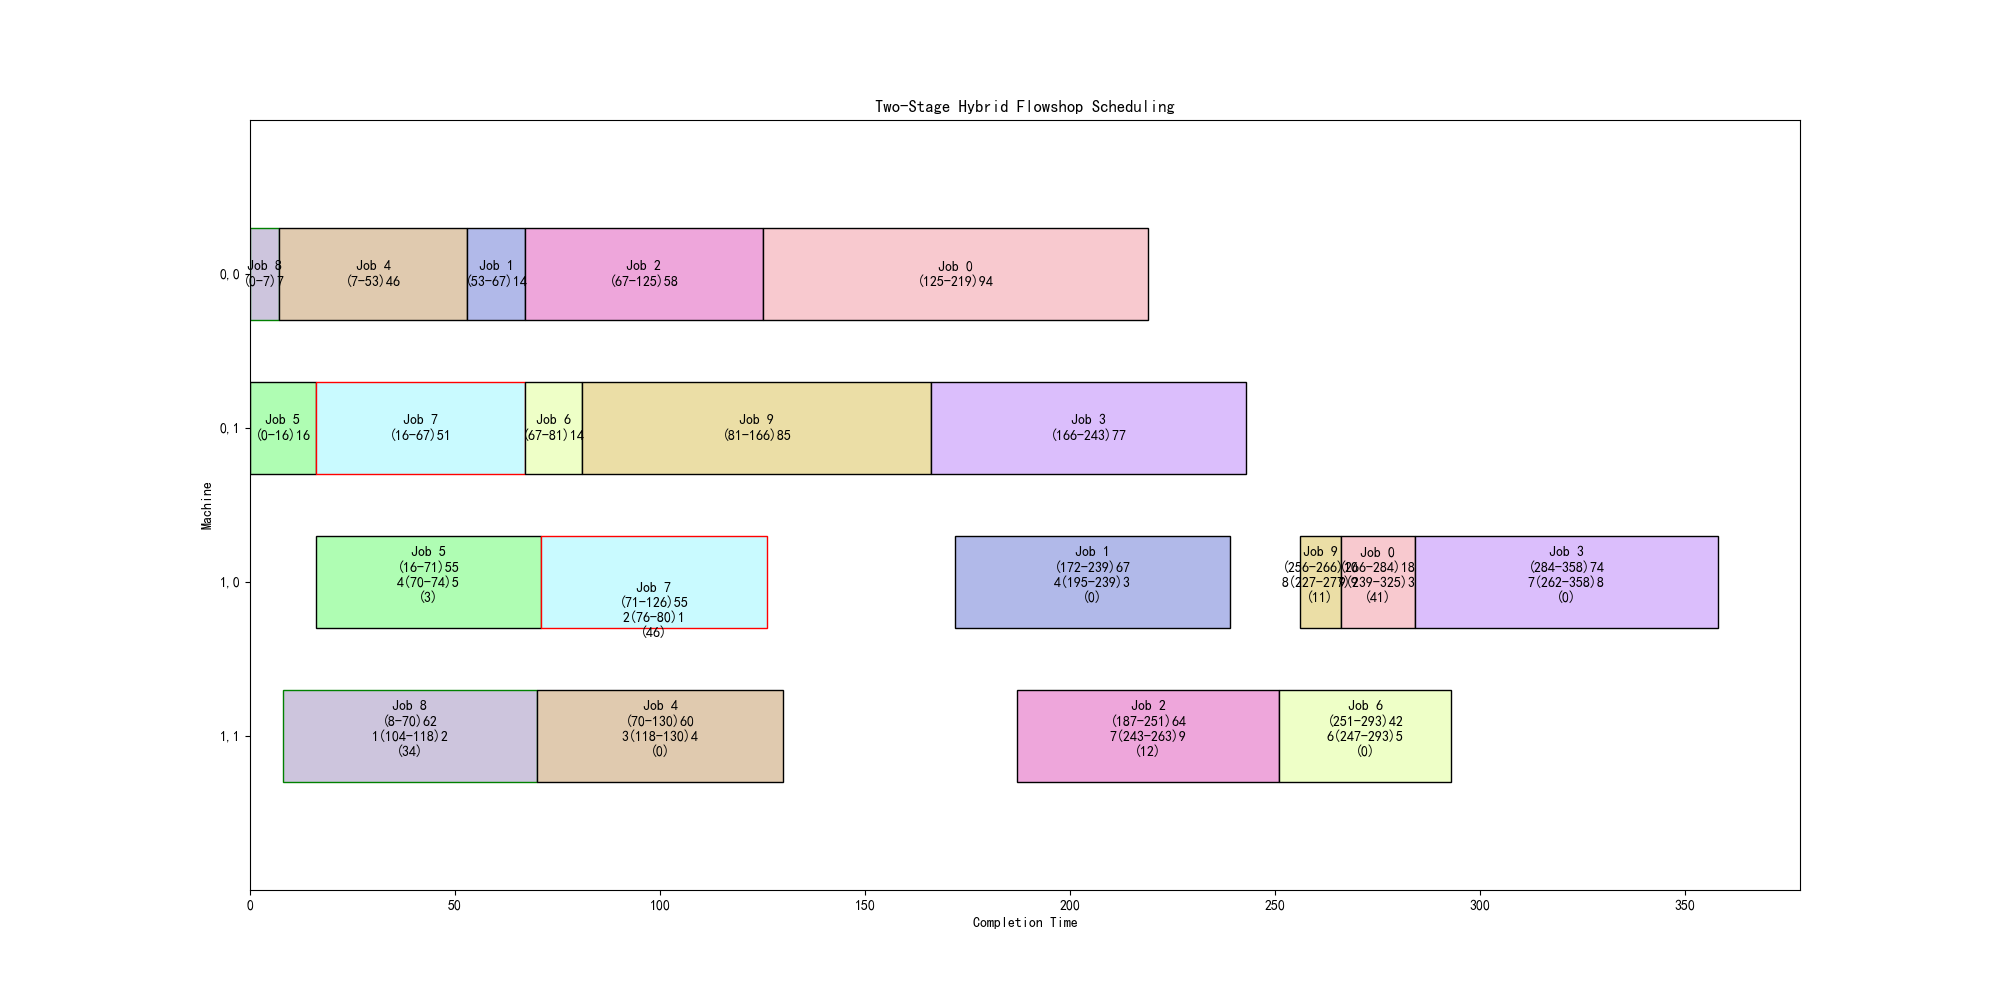 Two-Stage Hybrid Flowshop Scheduling
Machine
0,0
Job 8
(0-7)7
Job 4
(7-53)46
Job 1
(53-67)14
Job 2
(67-125)58
Job 0
(125-219)94
0,1
Job 5
(0-16)16
Job 7
(16-67)51
Job 6
(67-81)14
Job 9
(81-166)85
Job 3
(166-243)77
1,0
Job 5
(16-71)55
4(70-74)5
(3)
Job 7
(71-126)55
2(76-80)1
(46)
Job 1
(172-239)67
4(195-239)3
(0)
Job 9
(256-266)10
(11)
Job 0
(266-284)18
(41)
Job 3
(284-358)74
7(262-358)8
(0)
1,1
Job 8
(8-70)62
1(104-118)2
(34)
Job 4
(70-130)60
3(118-130)4
(0)
Job 2
(187-251)64
7(243-263)9
(12)
Job 6
(251-293)42
6(247-293)5
(0)
0 50 100 150 200 250 300 350
Completion Time